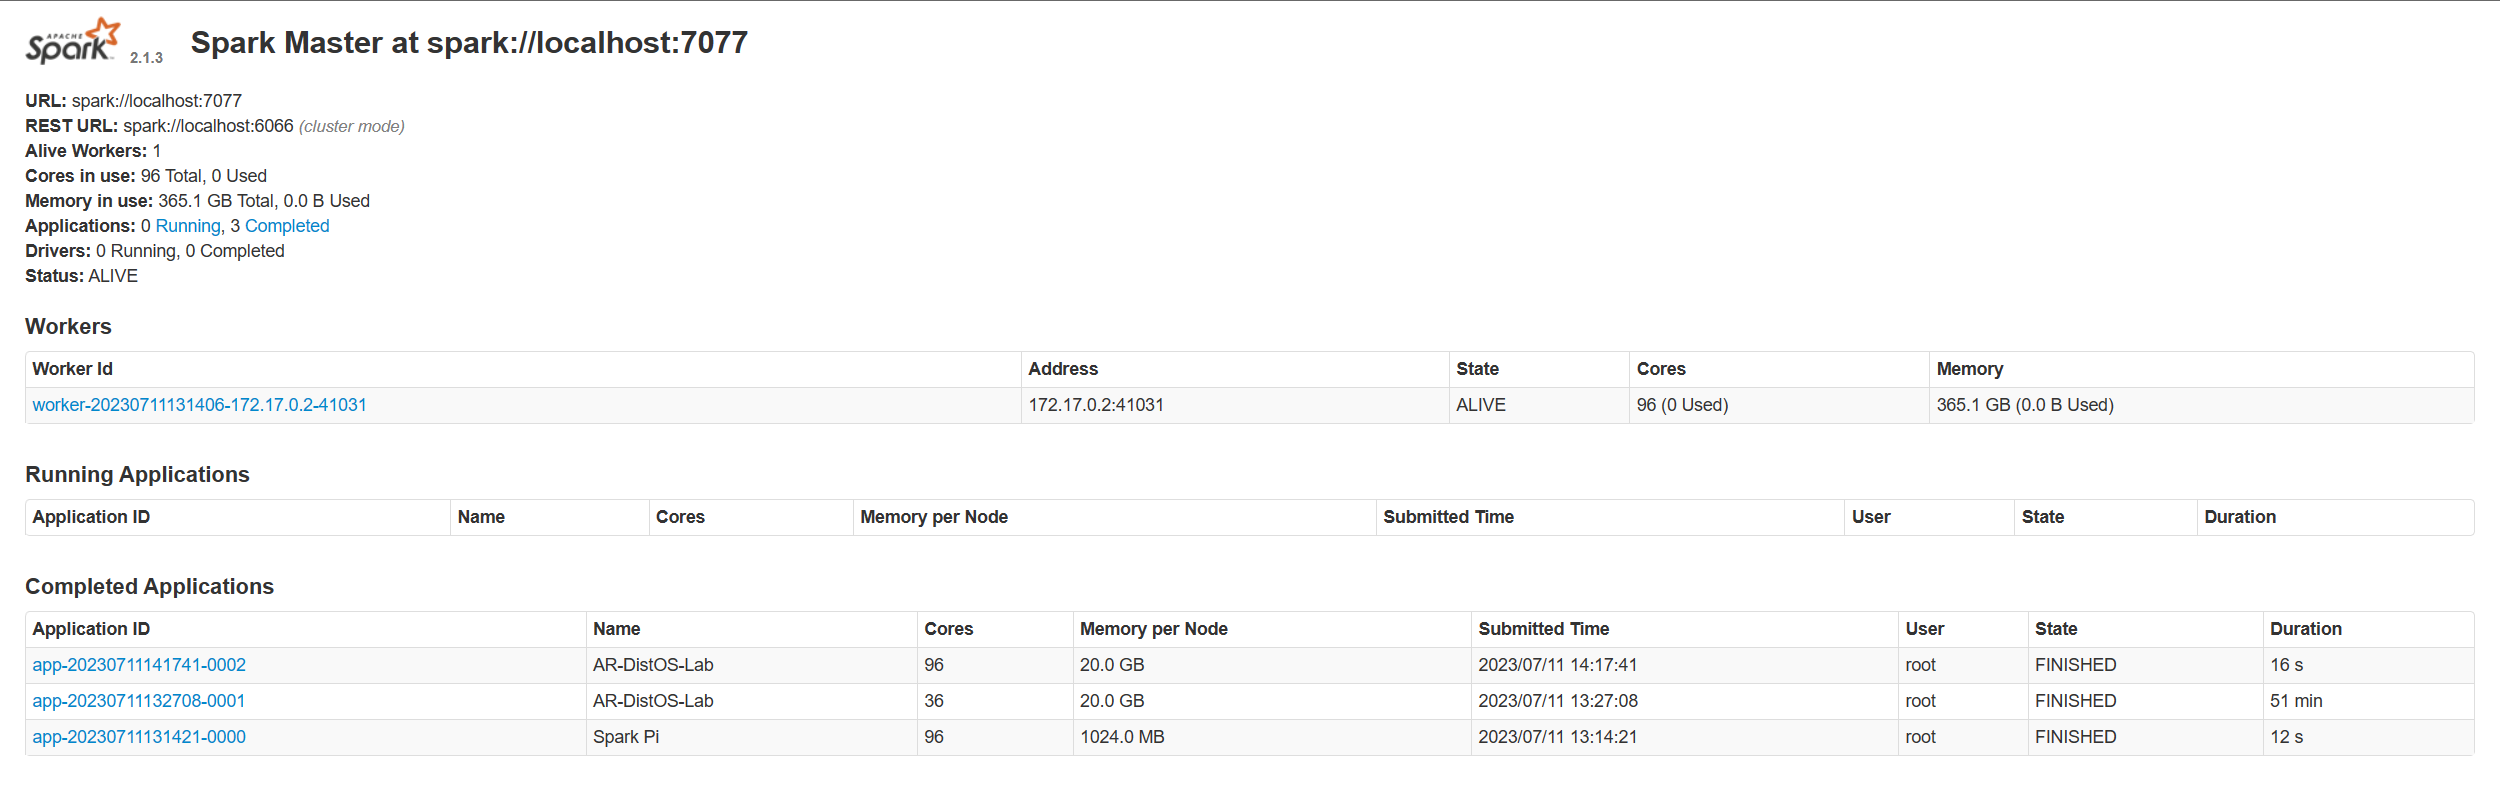 APACHE
Spark 2.1.3 Spark Master at spark://localhost:7077
URL: spark://localhost:7077
REST URL: spark://localhost:6066 (cluster mode)
Alive Workers: 1
Cores in use: 96 Total, 0 Used
Memory in use: 365.1 GB Total, 0.0 B Used
Applications: 0 Running, 3 Completed
Drivers: 0 Running, 0 Completed
Status: ALIVE
Workers
Worker Id Address State Cores Memory
worker-20230711131406-172.17.0.2-41031 172.17.0.2:41031 ALIVE 96 (0 Used) 365.1 GB (0.0 B Used)
Running Applications
Application ID Name Cores Memory per Node Submitted Time User State Duration
Completed Applications
Application ID Name Cores Memory per Node Submitted Time User State Duration
app-20230711141741-0002 AR-DistOS-Lab 96 20.0 GB 2023/07/11 14:17:41 root FINISHED 16 s
app-20230711132708-0001 AR-DistOS-Lab 36 20.0 GB 2023/07/11 13:27:08 root FINISHED 51 min
app-20230711131421-0000 Spark Pi 96 1024.0 MB 2023/07/11 13:14:21 root FINISHED 12 s